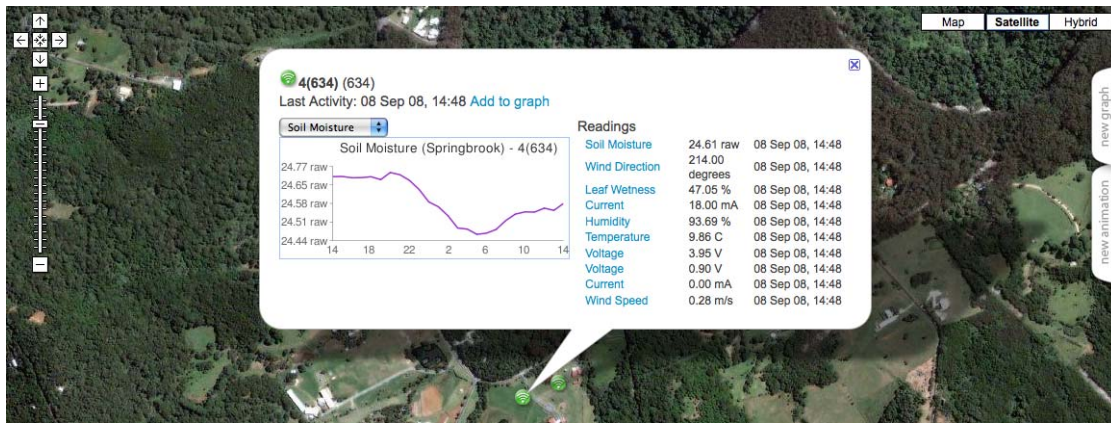 Map Satellite Hybrid
4(634) (634)
Last Activity: 08 Sep 08, 14:48 Add to graph
Soil Moisture
Soil Moisture (Springbrook) - 4(634)
24.77 raw
24.65 raw
24.58 raw
24.51 raw
24.44 raw
14 18 22 2 6 10 14
Readings
Soil Moisture 24.61 raw 08 Sep 08, 14:48
Wind Direction 214.00 degrees 08 Sep 08, 14:48
Leaf Wetness 47.05 % 08 Sep 08, 14:48
Current 18.00 mA 08 Sep 08, 14:48
Humidity 93.69 % 08 Sep 08, 14:48
Temperature 9.86 C 08 Sep 08, 14:48
Voltage 3.95 V 08 Sep 08, 14:48
Voltage 0.90 V 08 Sep 08, 14:48
Current 0.00 mA 08 Sep 08, 14:48
Wind Speed 0.28 m/s 08 Sep 08, 14:48
new graph
new animation